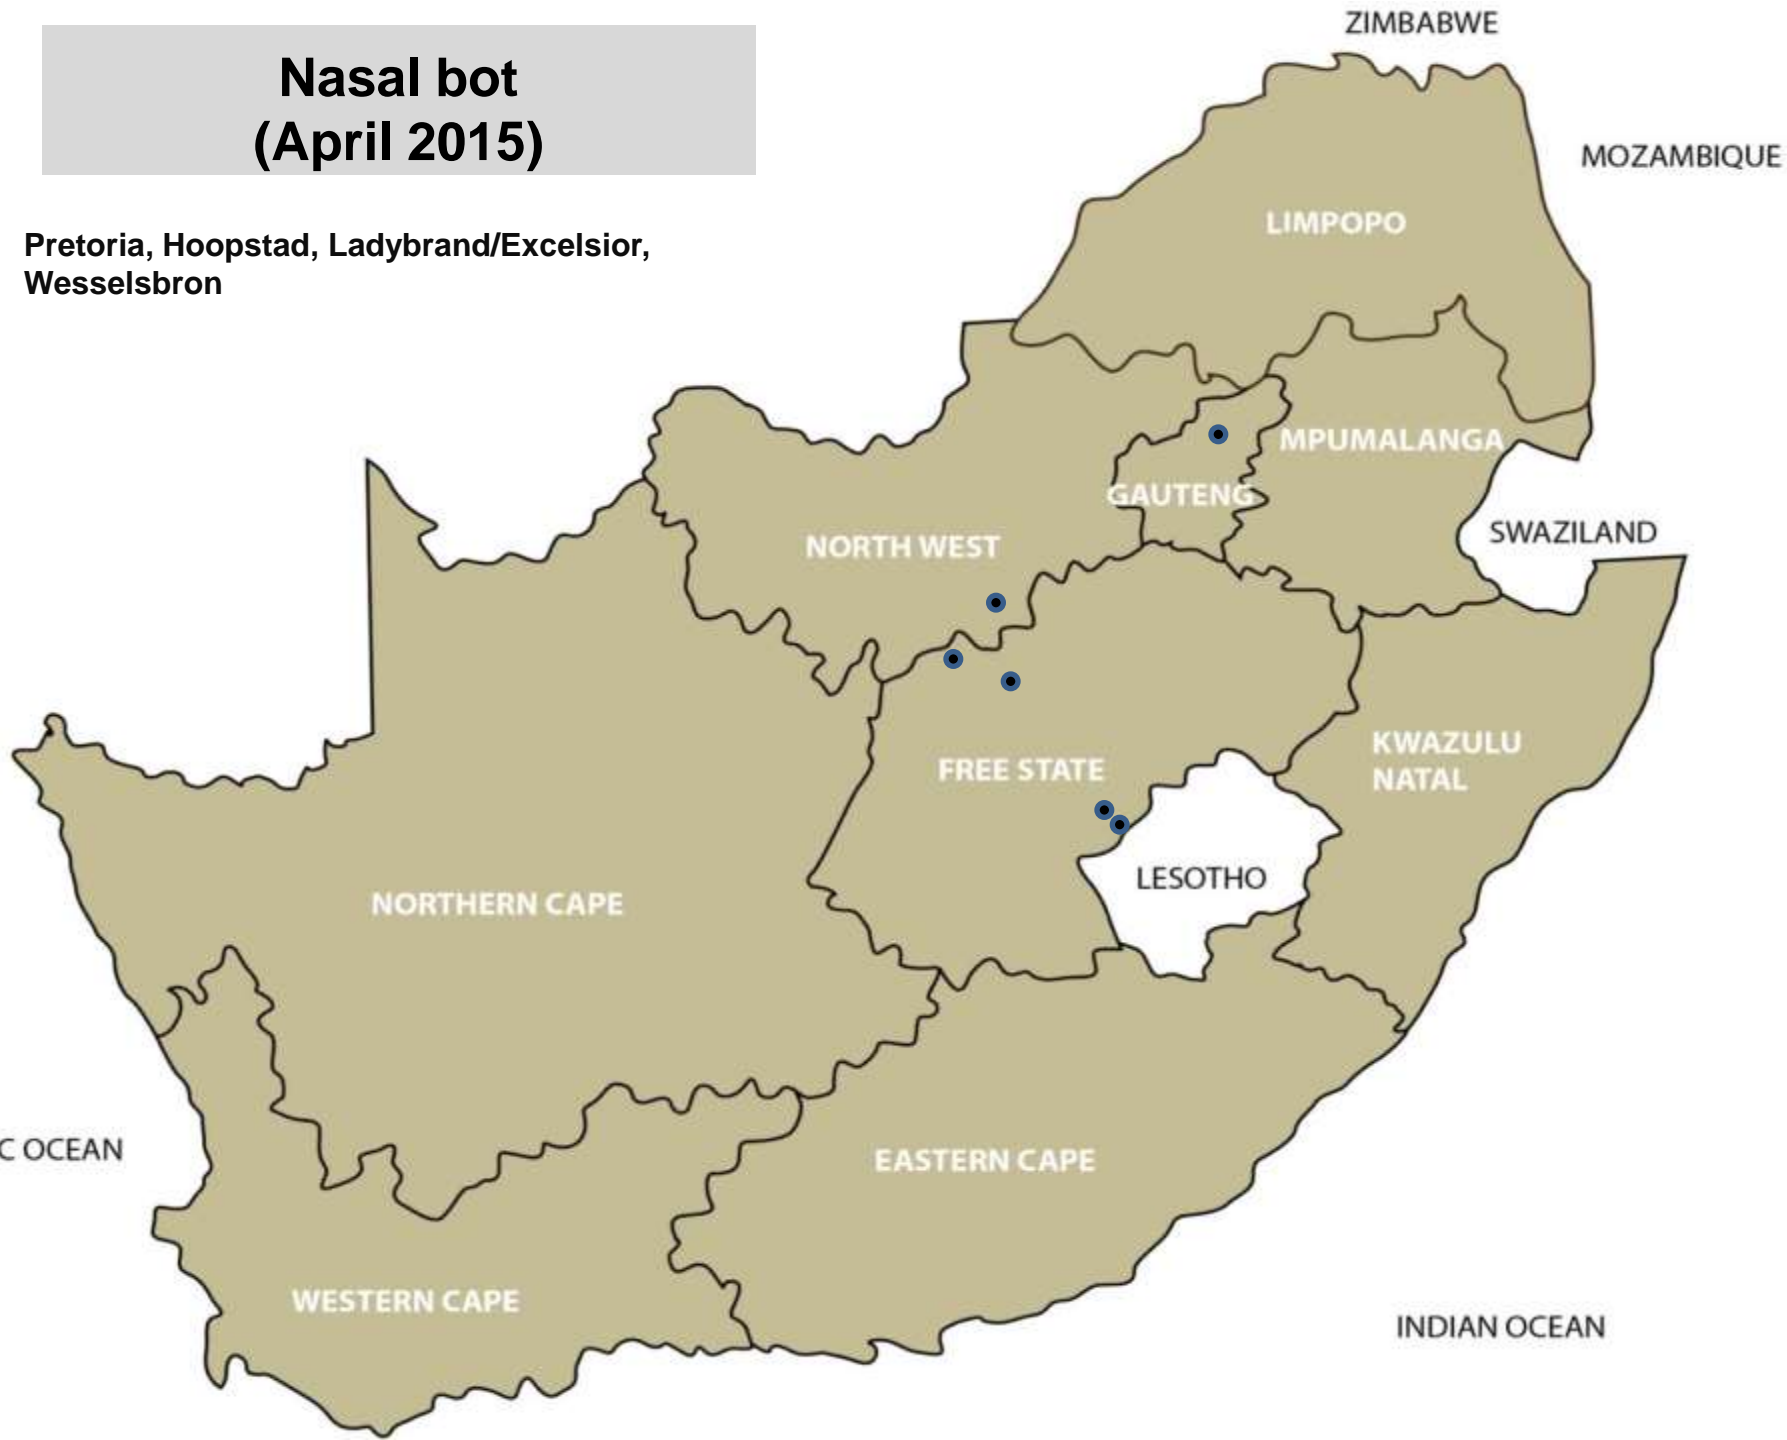 Nasal bot
(April 2015)
Pretoria, Hoopstad, Ladybrand/Excelsior,
Wesselsbron
ZIMBABWE
MOZAMBIQUE
LIMPOPO
MPUMALANGA
GAUTENG
SWAZILAND
NORTH WEST
KWAZULU
NATAL
FREE STATE
LESOTHO
NORTHERN CAPE
C OCEAN
EASTERN CAPE
WESTERN CAPE
INDIAN OCEAN